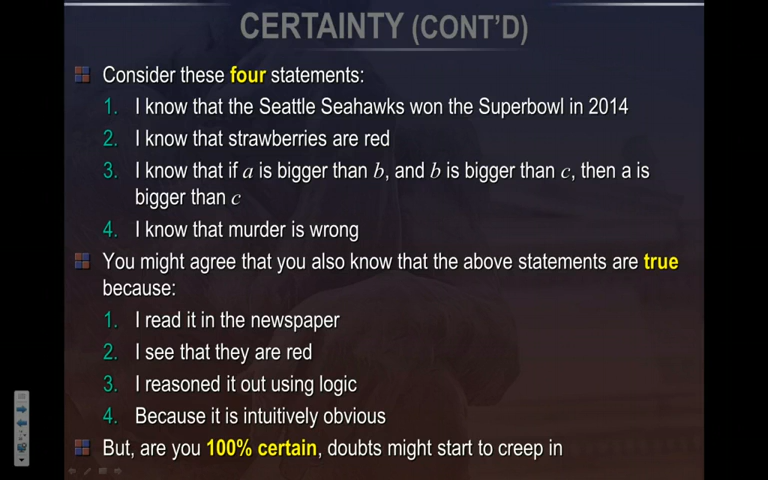 CERTAINTY (CONT'D)
Consider these four statements:
1. I know that the Seattle Seahawks won the Superbowl in 2014
2. I know that strawberries are red
3. I know that if a is bigger than b, and b is bigger than c, then a is
bigger than c
4. I know that murder is wrong
You might agree that you also know that the above statements are true
because:
1. I read it in the newspaper
2. I see that they are red
3. I reasoned it out using logic
4. Because it is intuitively obvious
But, are you 100% certain, doubts might start to creep in